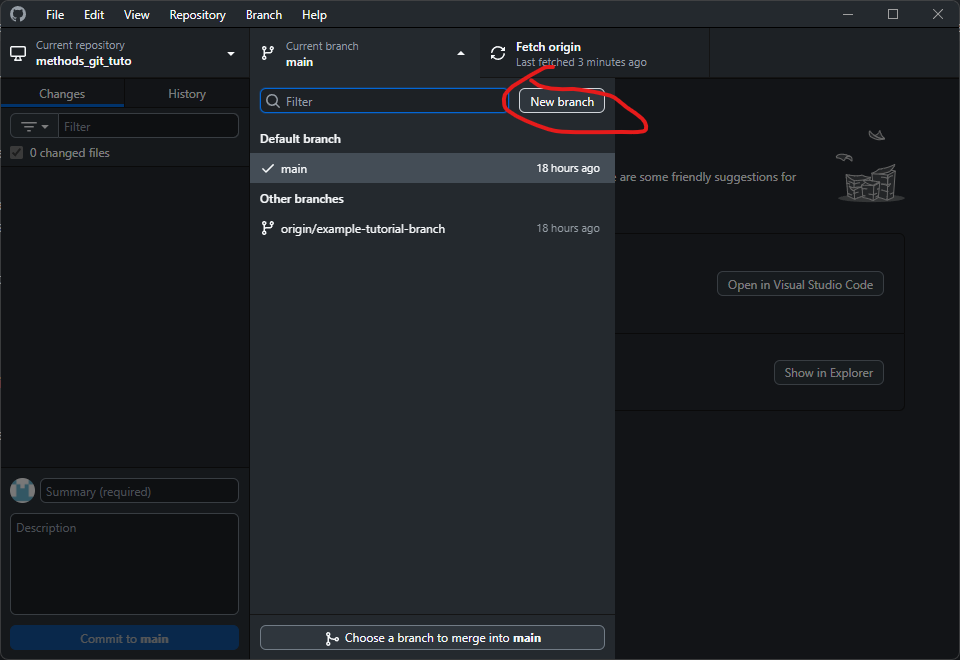 File Edit View Repository Branch Help
Current repository
methods_git_tuto
Current branch
main
Fetch origin
Last fetched 3 minutes ago
Changes History
Filter
0 changed files
Filter
New branch
Default branch
main 18 hours ago
Other branches
origin/example-tutorial-branch 18 hours ago
are some friendly suggestions for
Open in Visual Studio Code
Show in Explorer
Summary (required)
Description
Commit to main
Choose a branch to merge into main